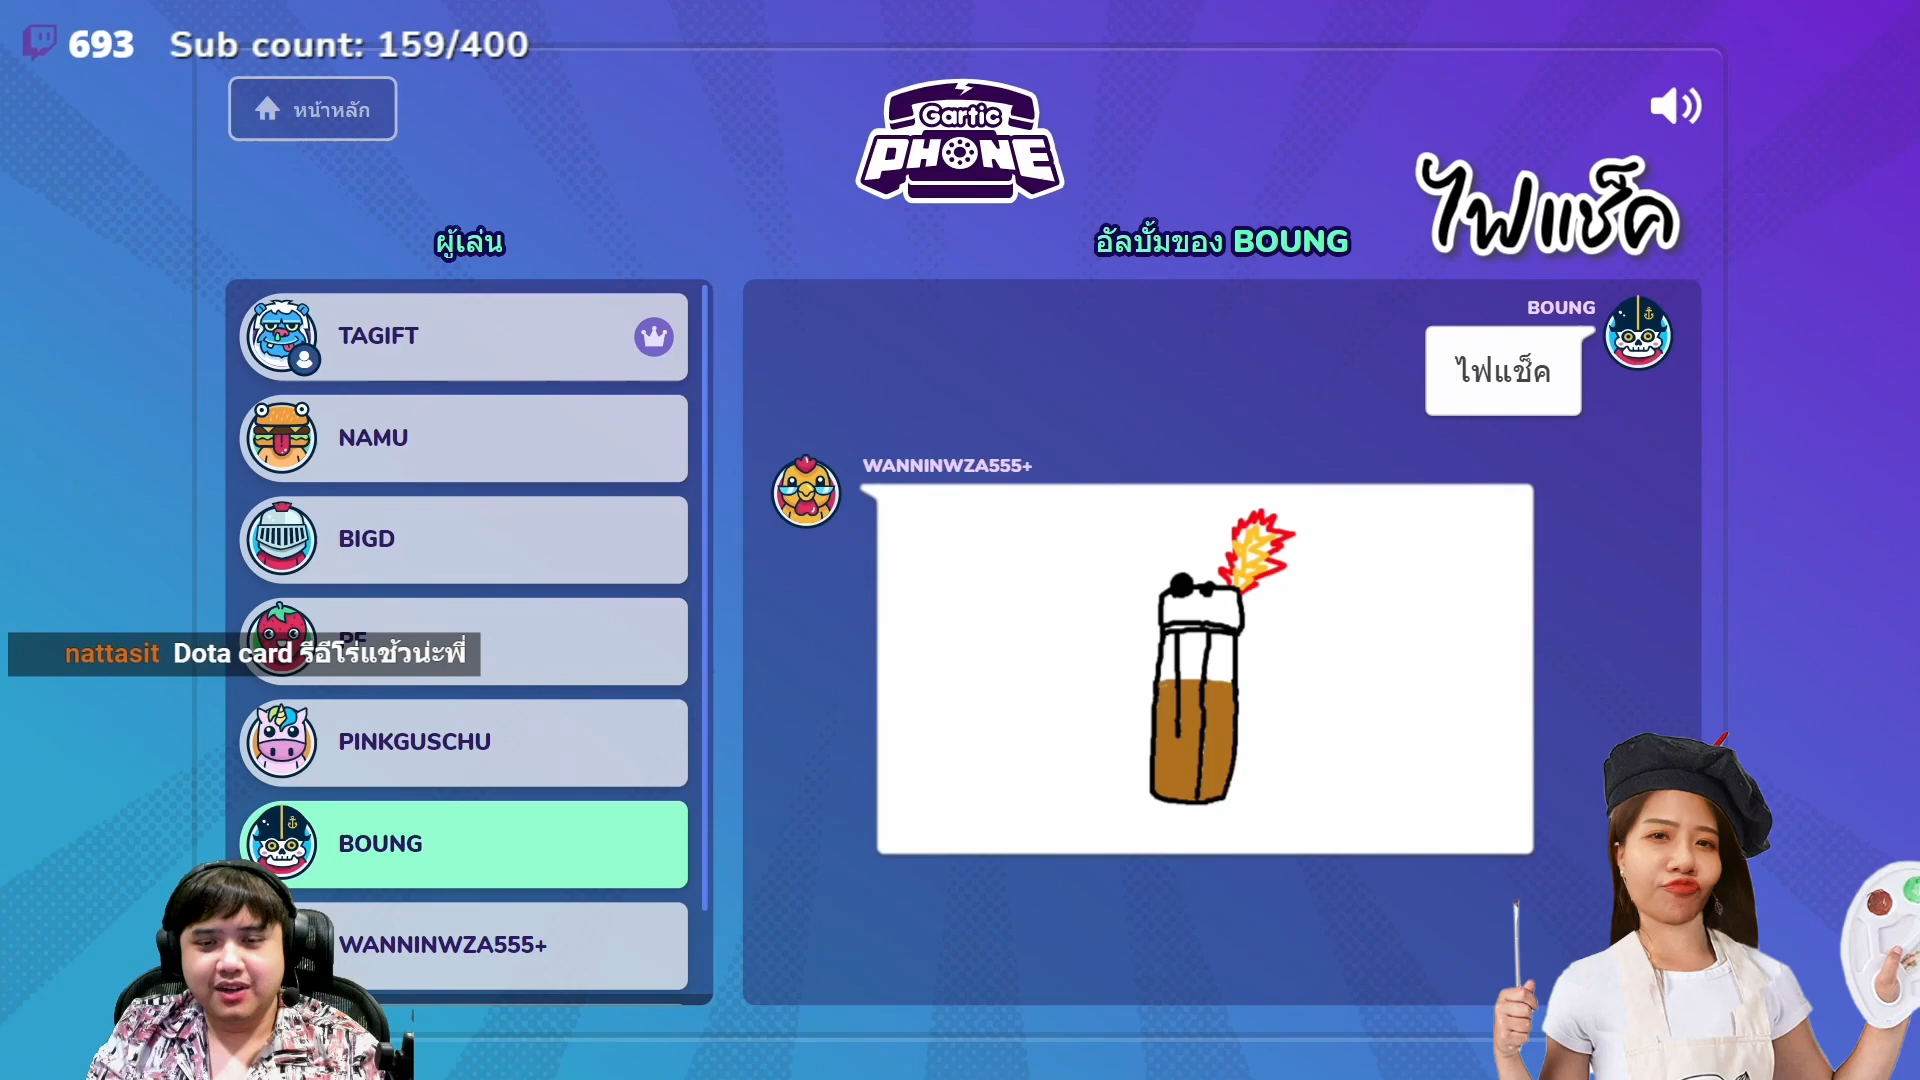 693 Sub count: 159/400
หน้าหลัก
Gartic
PHONE
ไฟแช็ค
ผู้เล่น
อัลบั้มของ BOUNG
TAGIFT
NAMU
BIGD
PE
nattasit Dota card รีอีโร่แช้วน่ะพี่
PINKGUSCHU
BOUNG
WANNINWZA555+
BOUNG
ไฟแช็ค
WANNINWZA555+